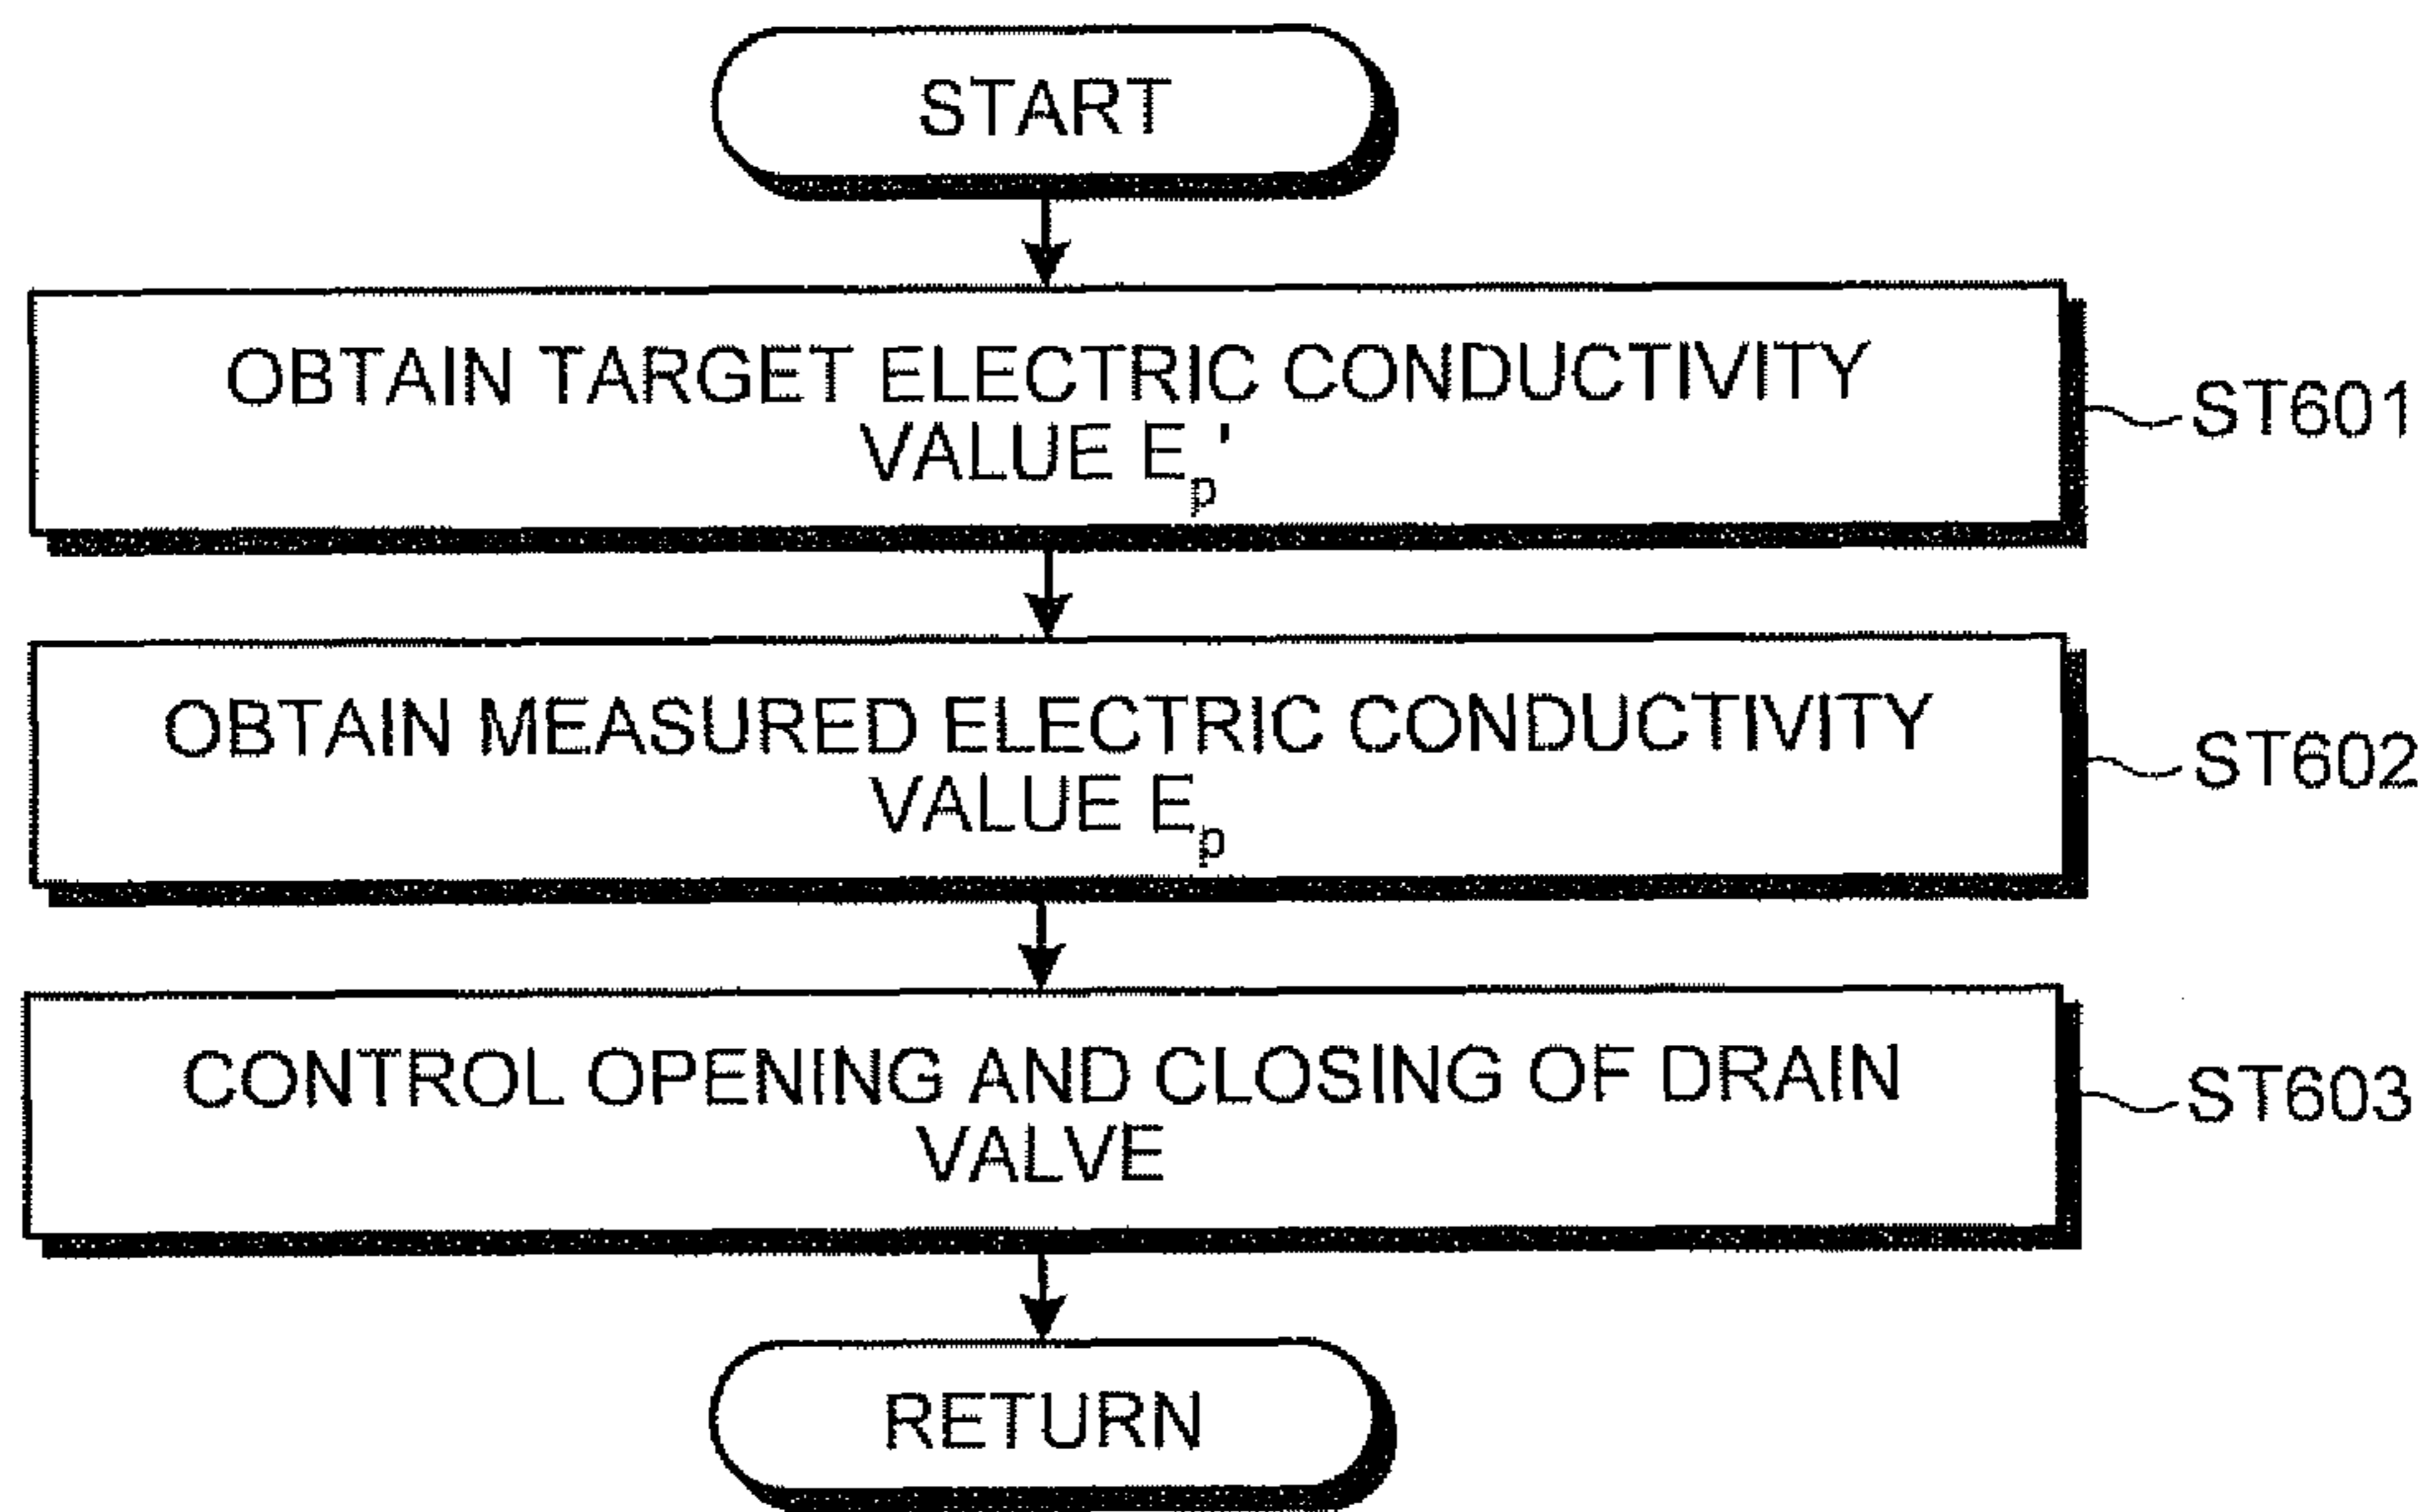 START
OBTAIN TARGET ELECTRIC CONDUCTIVITY
VALUE Eₚ'
ST601
OBTAIN MEASURED ELECTRIC CONDUCTIVITY
VALUE Eₚ
ST602
CONTROL OPENING AND CLOSING OF DRAIN
VALVE
ST603
RETURN